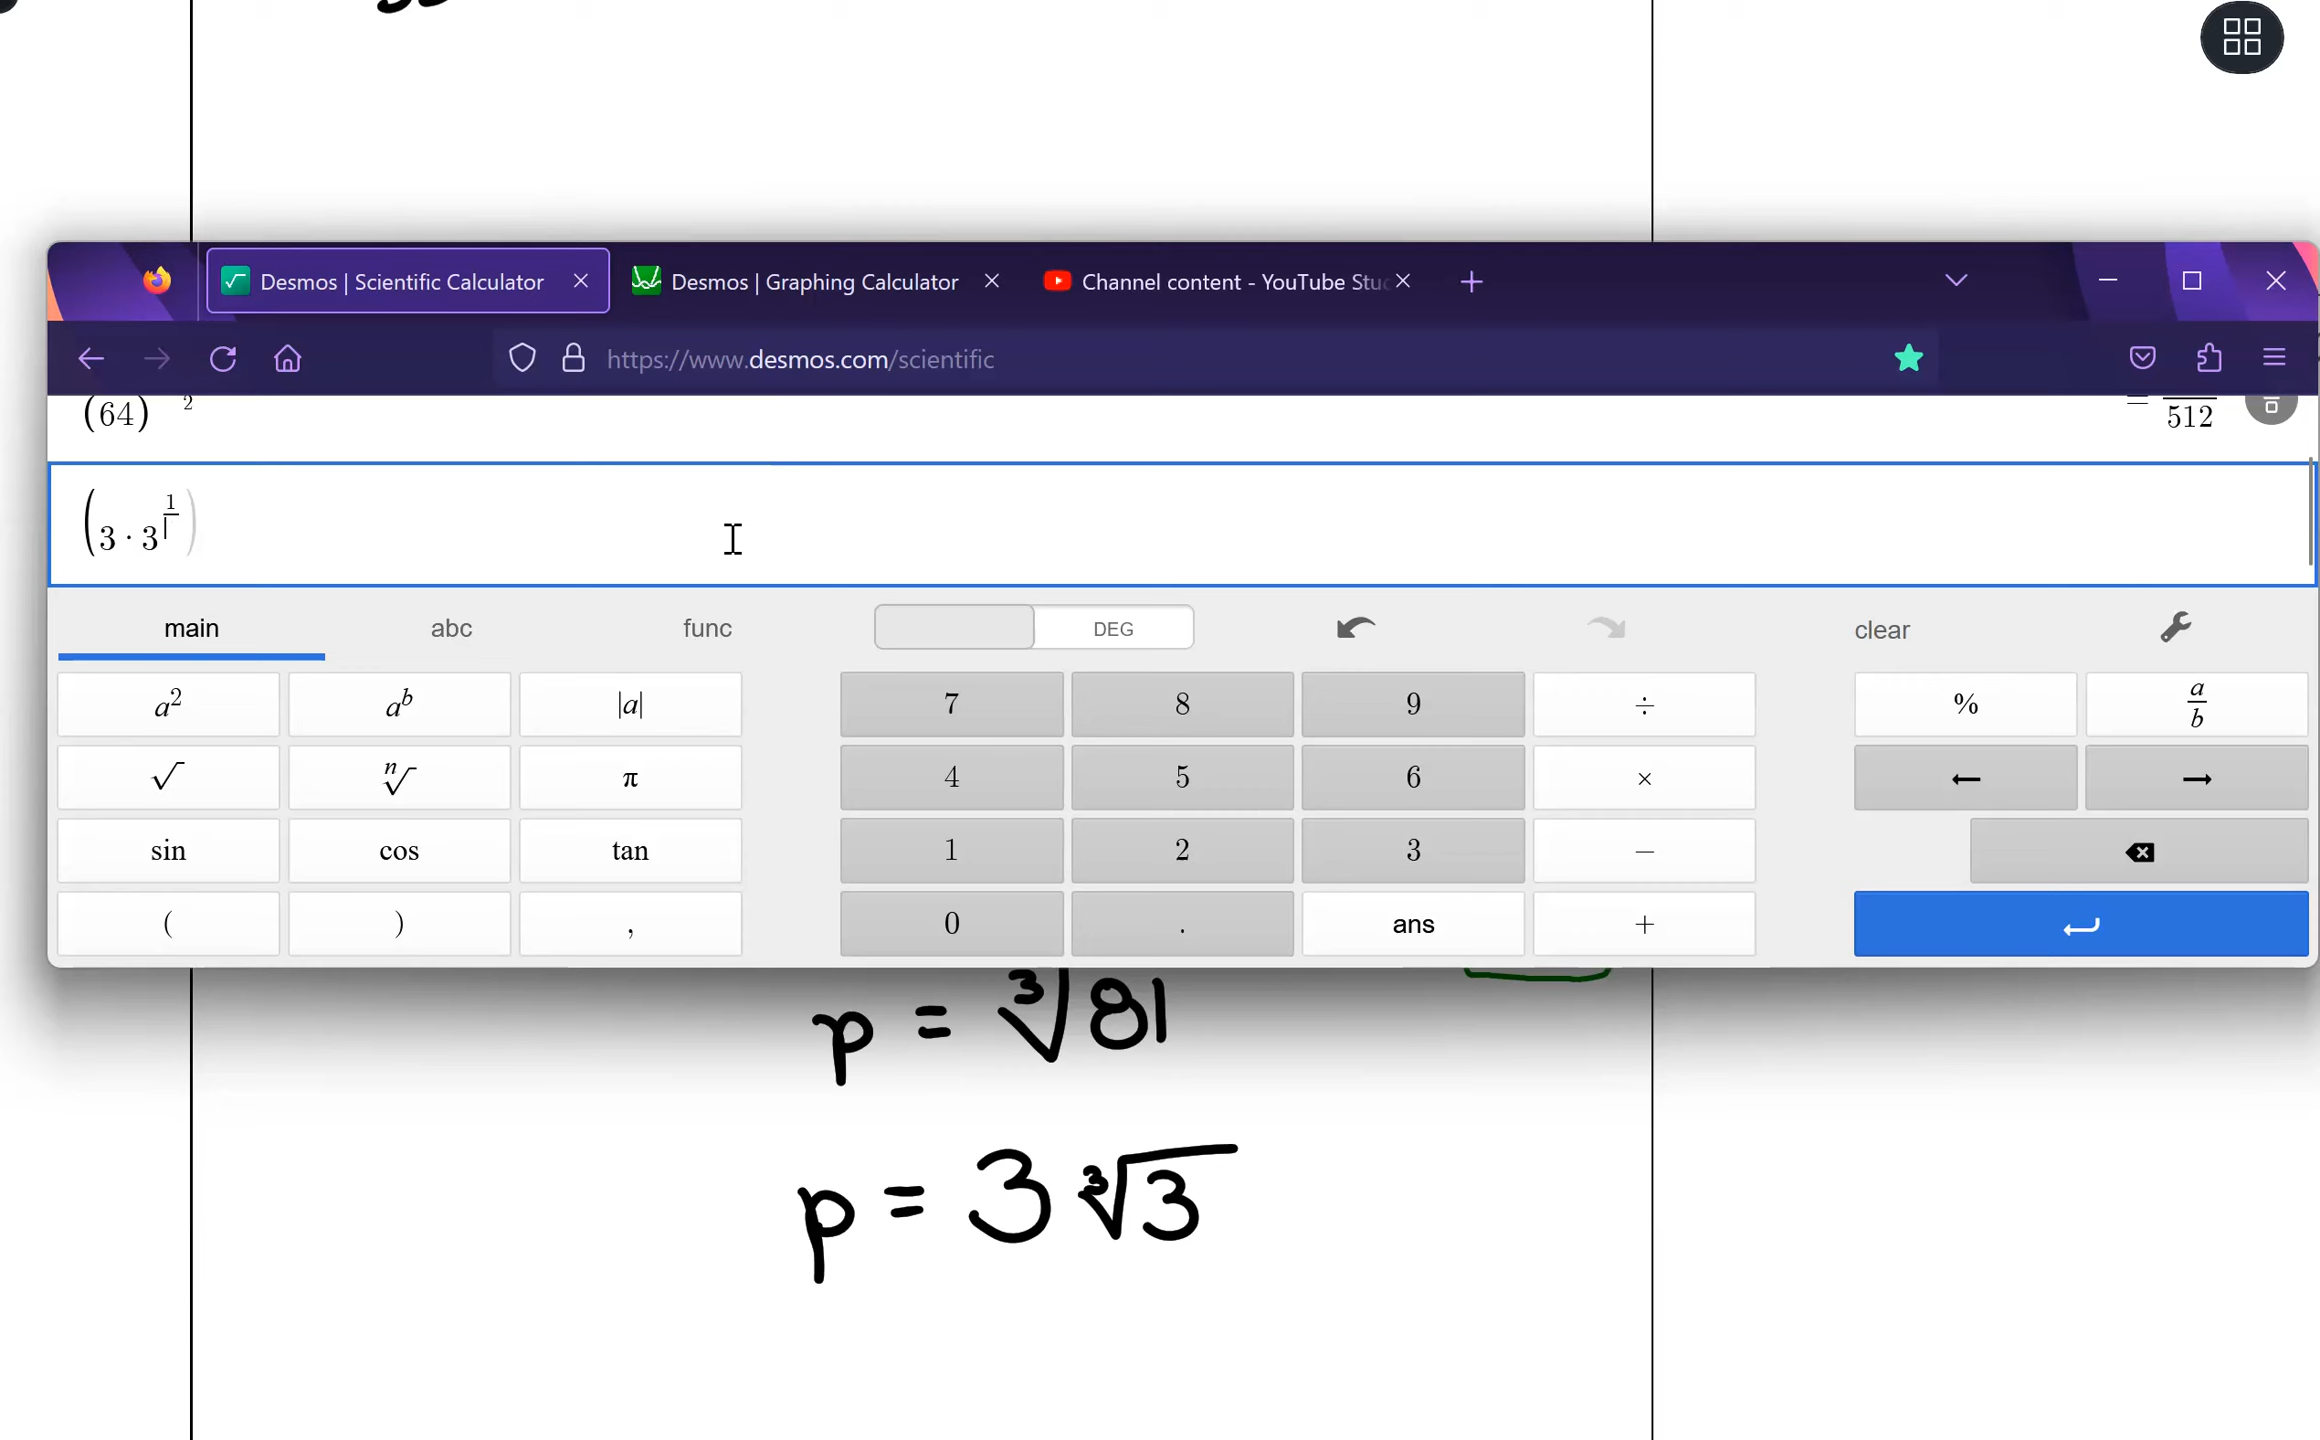 Desmos | Scientific Calculator
Desmos | Graphing Calculator
Channel content - YouTube Stu
https://www.desmos.com/scientific
(64) 2
= 512
(3 · 3^1/
main abc func DEG clear
a² a^b |a| 7 8 9 ÷ % a/b
√ ⁿ√ π 4 5 6 × ← →
sin cos tan 1 2 3 −
( ) , 0 . ans +
p = ∛81
p = 3 ∛3